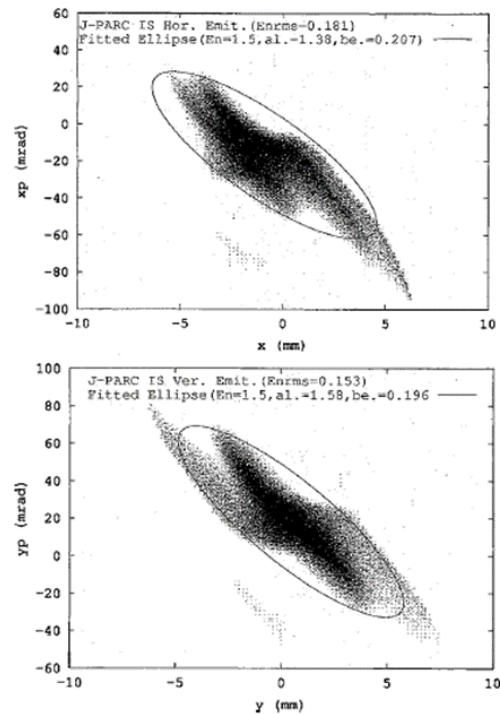 J-PARC IS Hor. Emit.(Enrms=0.181)
Fitted Ellipse(En=1.5,al.=1.38,be.=0.207)
40
20
0
-20
-40
-60
-80
-100
xp (mrad)
-10 -5 0 5 10
x (mm)
J-PARC IS Ver. Emit.(Enrms=0.153)
Fitted Ellipse(En=1.5,al.=1.58,be.=0.196
100
80
60
40
20
0
-20
-40
-60
yp (mrad)
-10 -5 0 5 10
y (mm)